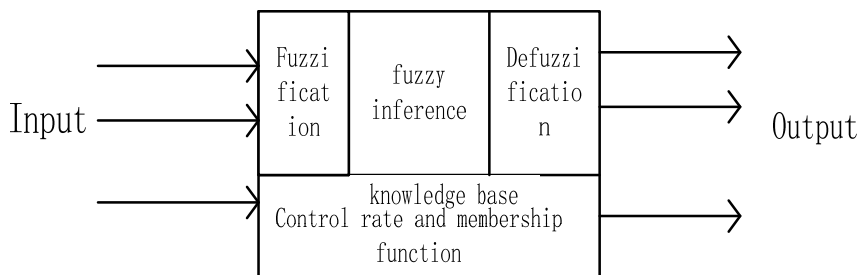 Input
Fuzzi
ficat
ion
fuzzy
inference
Defuzzi
ficatio
n
knowledge base
Control rate and membership
function
Output